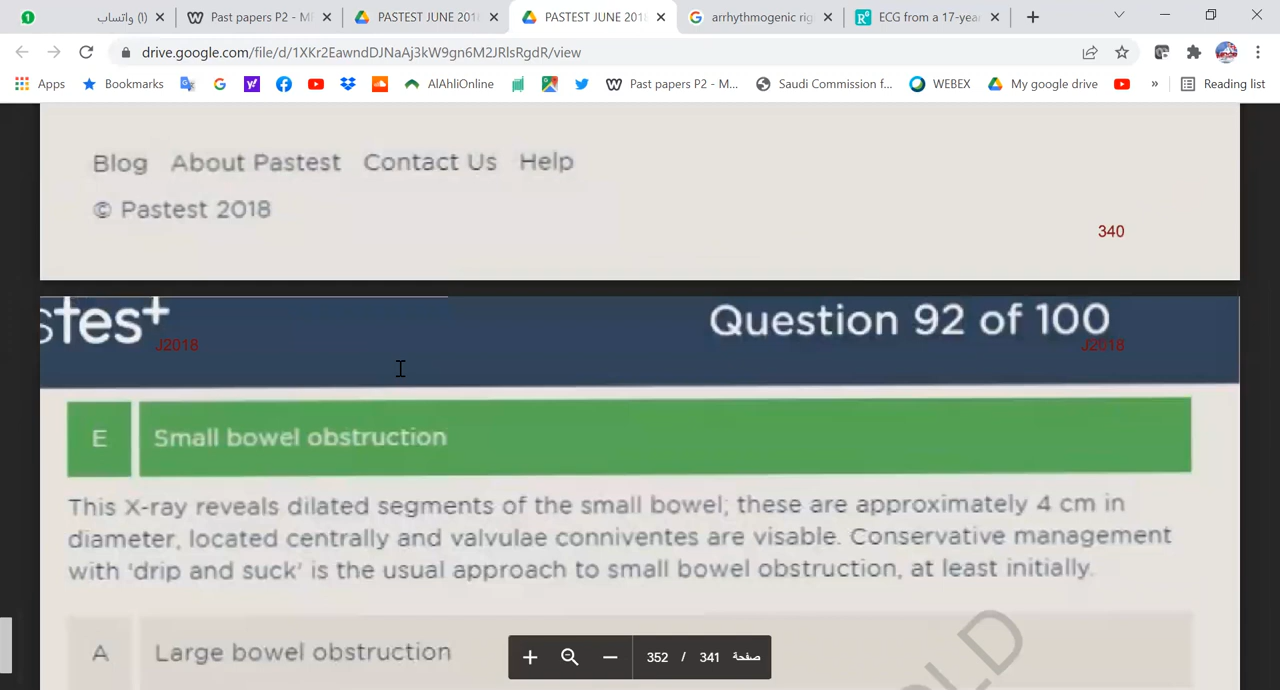 (١) واتساب
Past papers P2 - MF
PASTEST JUNE 201
PASTEST JUNE 201
arrhythmogenic rig
ECG from a 17-yea
drive.google.com/file/d/1XKr2EawndDJNaAj3kW9gn6M2JRlsRgdR/view
Apps
Bookmarks
AlAhliOnline
Past papers P2 - M...
Saudi Commission f...
WEBEX
My google drive
»
Reading list
Blog About Pastest Contact Us Help
© Pastest 2018
340
stest+
Question 92 of 100
J2018
J2018
E Small bowel obstruction
This X-ray reveals dilated segments of the small bowel; these are approximately 4 cm in
diameter, located centrally and valvulae conniventes are visable. Conservative management
with 'drip and suck' is the usual approach to small bowel obstruction, at least initially.
A Large bowel obstruction
OLD
صفحة 341 / 352